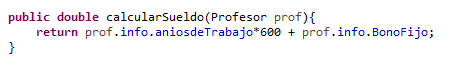 public double calcularSueldo(Profesor prof){
    return prof.info.aniosdeTrabajo*600 + prof.info.BonoFijo;
}